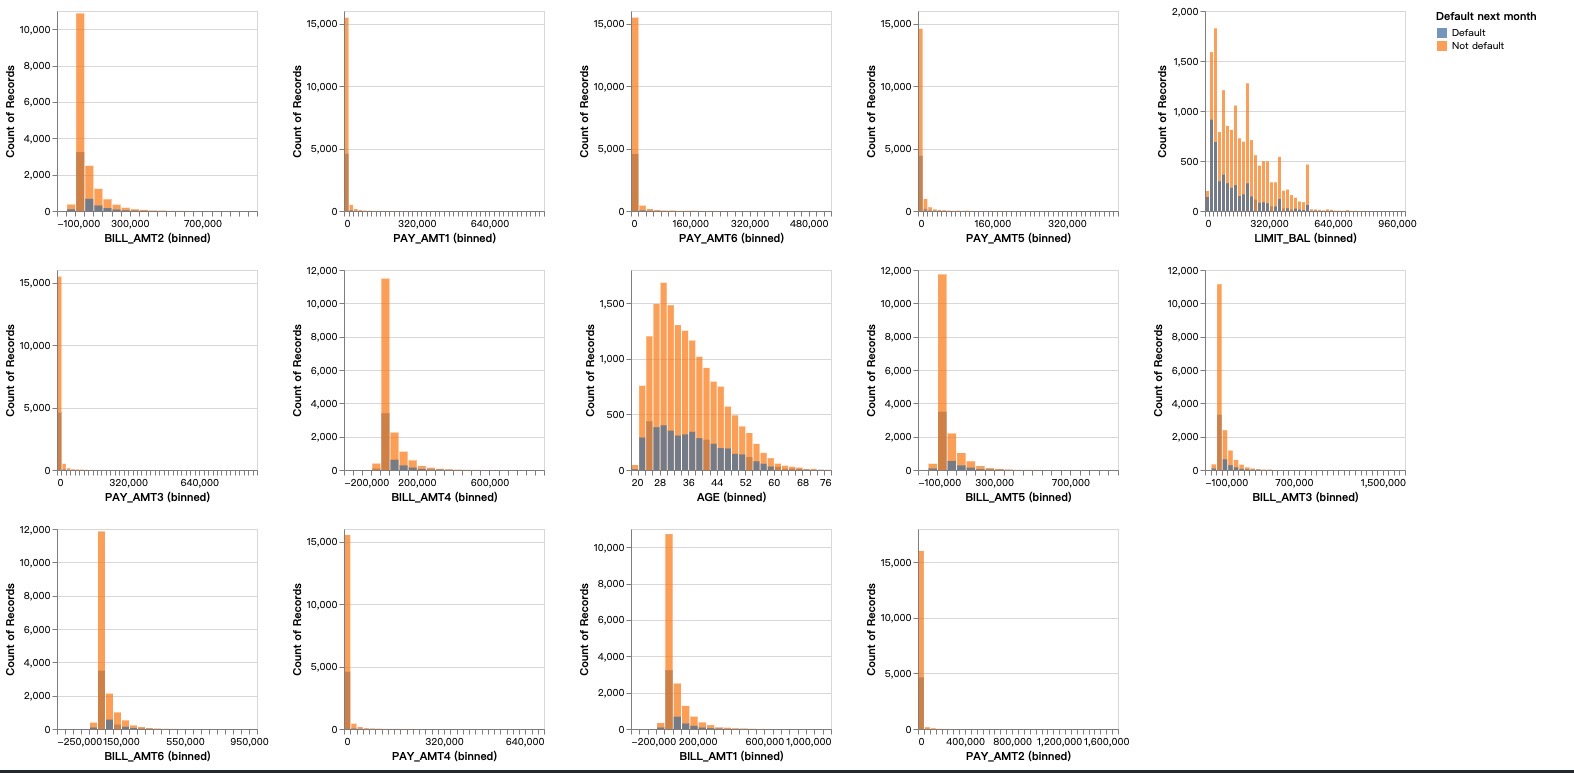 10,000
8,000
6,000
4,000
2,000
0
Count of Records
−100,000 300,000 700,000
BILL_AMT2 (binned)
15,000
10,000
5,000
0
Count of Records
0 320,000 640,000
PAY_AMT1 (binned)
15,000
10,000
5,000
0
Count of Records
0 160,000 320,000 480,000
PAY_AMT6 (binned)
15,000
10,000
5,000
0
Count of Records
0 160,000 320,000
PAY_AMT5 (binned)
2,000
1,500
1,000
500
0
Count of Records
0 320,000 640,000 960,000
LIMIT_BAL (binned)
Default next month
Default
Not default
15,000
10,000
5,000
0
Count of Records
0 320,000 640,000
PAY_AMT3 (binned)
12,000
10,000
8,000
6,000
4,000
2,000
0
Count of Records
−200,000 200,000 600,000
BILL_AMT4 (binned)
1,500
1,000
500
0
Count of Records
20 28 36 44 52 60 68 76
AGE (binned)
12,000
10,000
8,000
6,000
4,000
2,000
0
Count of Records
−100,000 300,000 700,000
BILL_AMT5 (binned)
12,000
10,000
8,000
6,000
4,000
2,000
0
Count of Records
−100,000 700,000 1,500,000
BILL_AMT3 (binned)
12,000
10,000
8,000
6,000
4,000
2,000
0
Count of Records
−250,000 150,000 550,000 950,000
BILL_AMT6 (binned)
15,000
10,000
5,000
0
Count of Records
0 320,000 640,000
PAY_AMT4 (binned)
10,000
8,000
6,000
4,000
2,000
0
Count of Records
−200,000 200,000 600,000 1,000,000
BILL_AMT1 (binned)
15,000
10,000
5,000
0
Count of Records
0 400,000 800,000 1,200,000 1,600,000
PAY_AMT2 (binned)